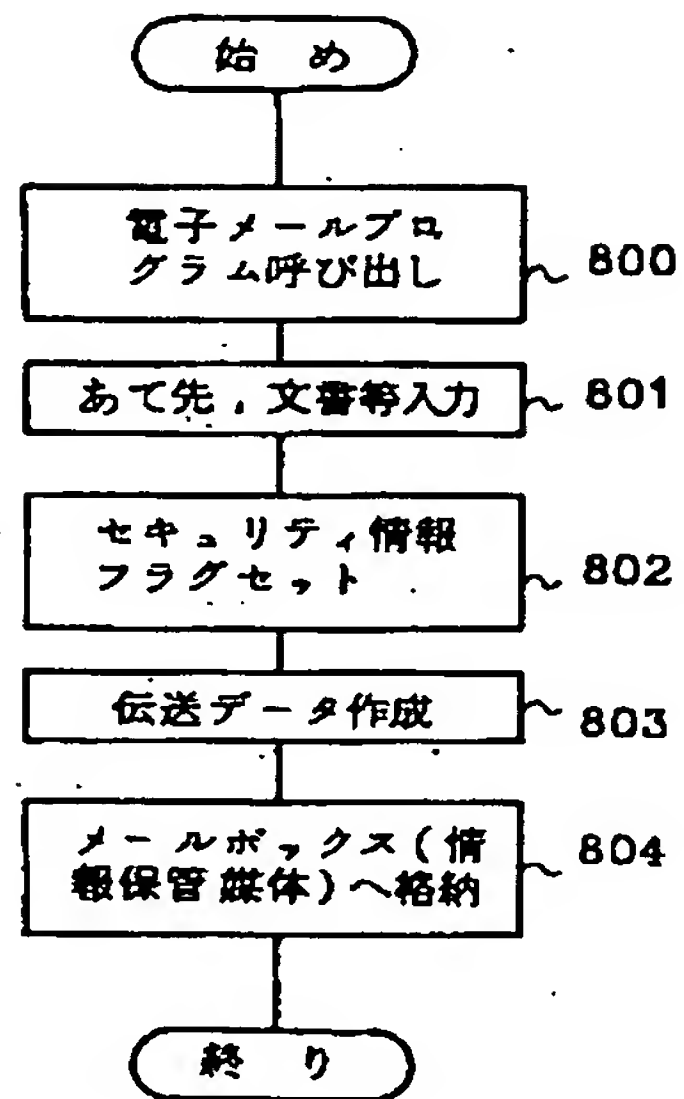 始 め
電子メールプロ
グラム呼び出し
800
あて先,文書等入力
801
セキュリティ情報
フラグセット
802
伝送データ作成
803
メールボックス(情
報保管媒体)へ格納
804
終 り